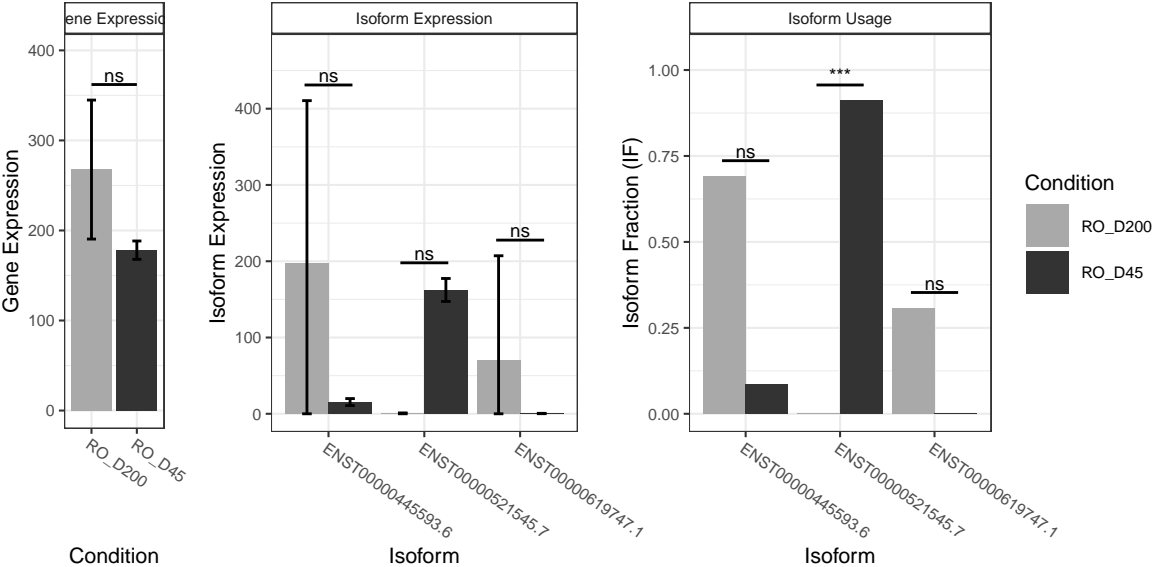 ene Expressio
Gene Expression
400
300
200
100
0
ns
RO_D200
RO_D45
Condition
Isoform Expression
Isoform Expression
400
300
200
100
0
ns
ns
ns
ENST00000445593.6
ENST00000521545.7
ENST00000619747.1
Isoform
Isoform Usage
Isoform Fraction (IF)
1.00
0.75
0.50
0.25
0.00
ns
***
ns
ENST00000445593.6
ENST00000521545.7
ENST00000619747.1
Isoform
Condition
RO_D200
RO_D45